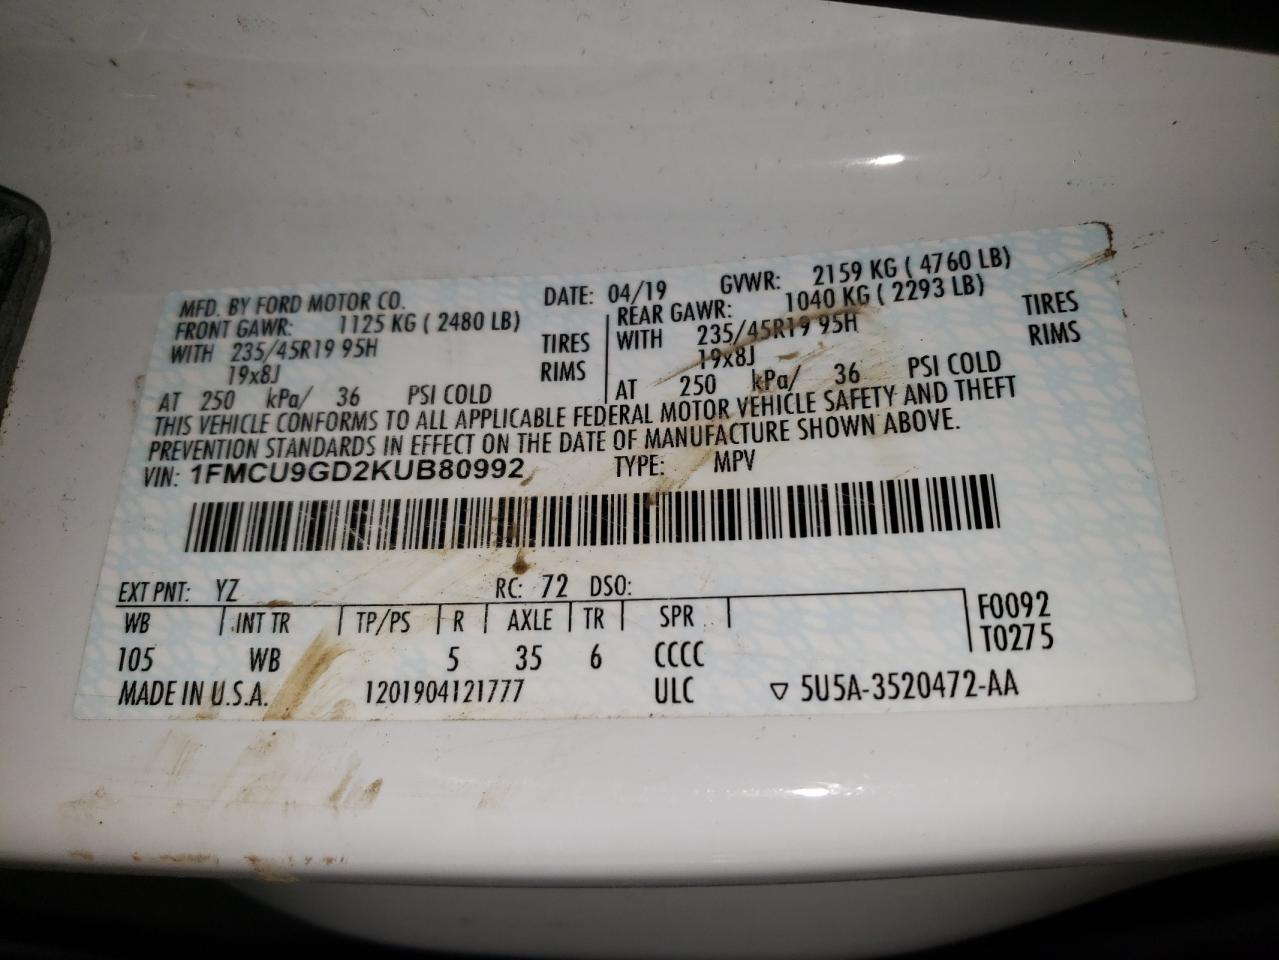 MFD. BY FORD MOTOR CO. DATE: 04/19 GVWR: 2159 KG ( 4760 LB)
FRONT GAWR: 1125 KG ( 2480 LB) REAR GAWR: 1040 KG ( 2293 LB)
WITH 235/45R19 95H TIRES WITH 235/45R19 95H TIRES
19x8J RIMS 19x8J RIMS
AT 250 kPa/ 36 PSI COLD AT 250 kPa/ 36 PSI COLD
THIS VEHICLE CONFORMS TO ALL APPLICABLE FEDERAL MOTOR VEHICLE SAFETY AND THEFT
PREVENTION STANDARDS IN EFFECT ON THE DATE OF MANUFACTURE SHOWN ABOVE.
VIN: 1FMCU9GD2KUB80992 TYPE: MPV
EXT PNT: YZ RC: 72 DSO:
WB INT TR TP/PS R AXLE TR SPR F0092
T0275
105 WB 5 35 6 CCCC
MADE IN U.S.A. 1201904121777 ULC ▽ 5U5A-3520472-AA